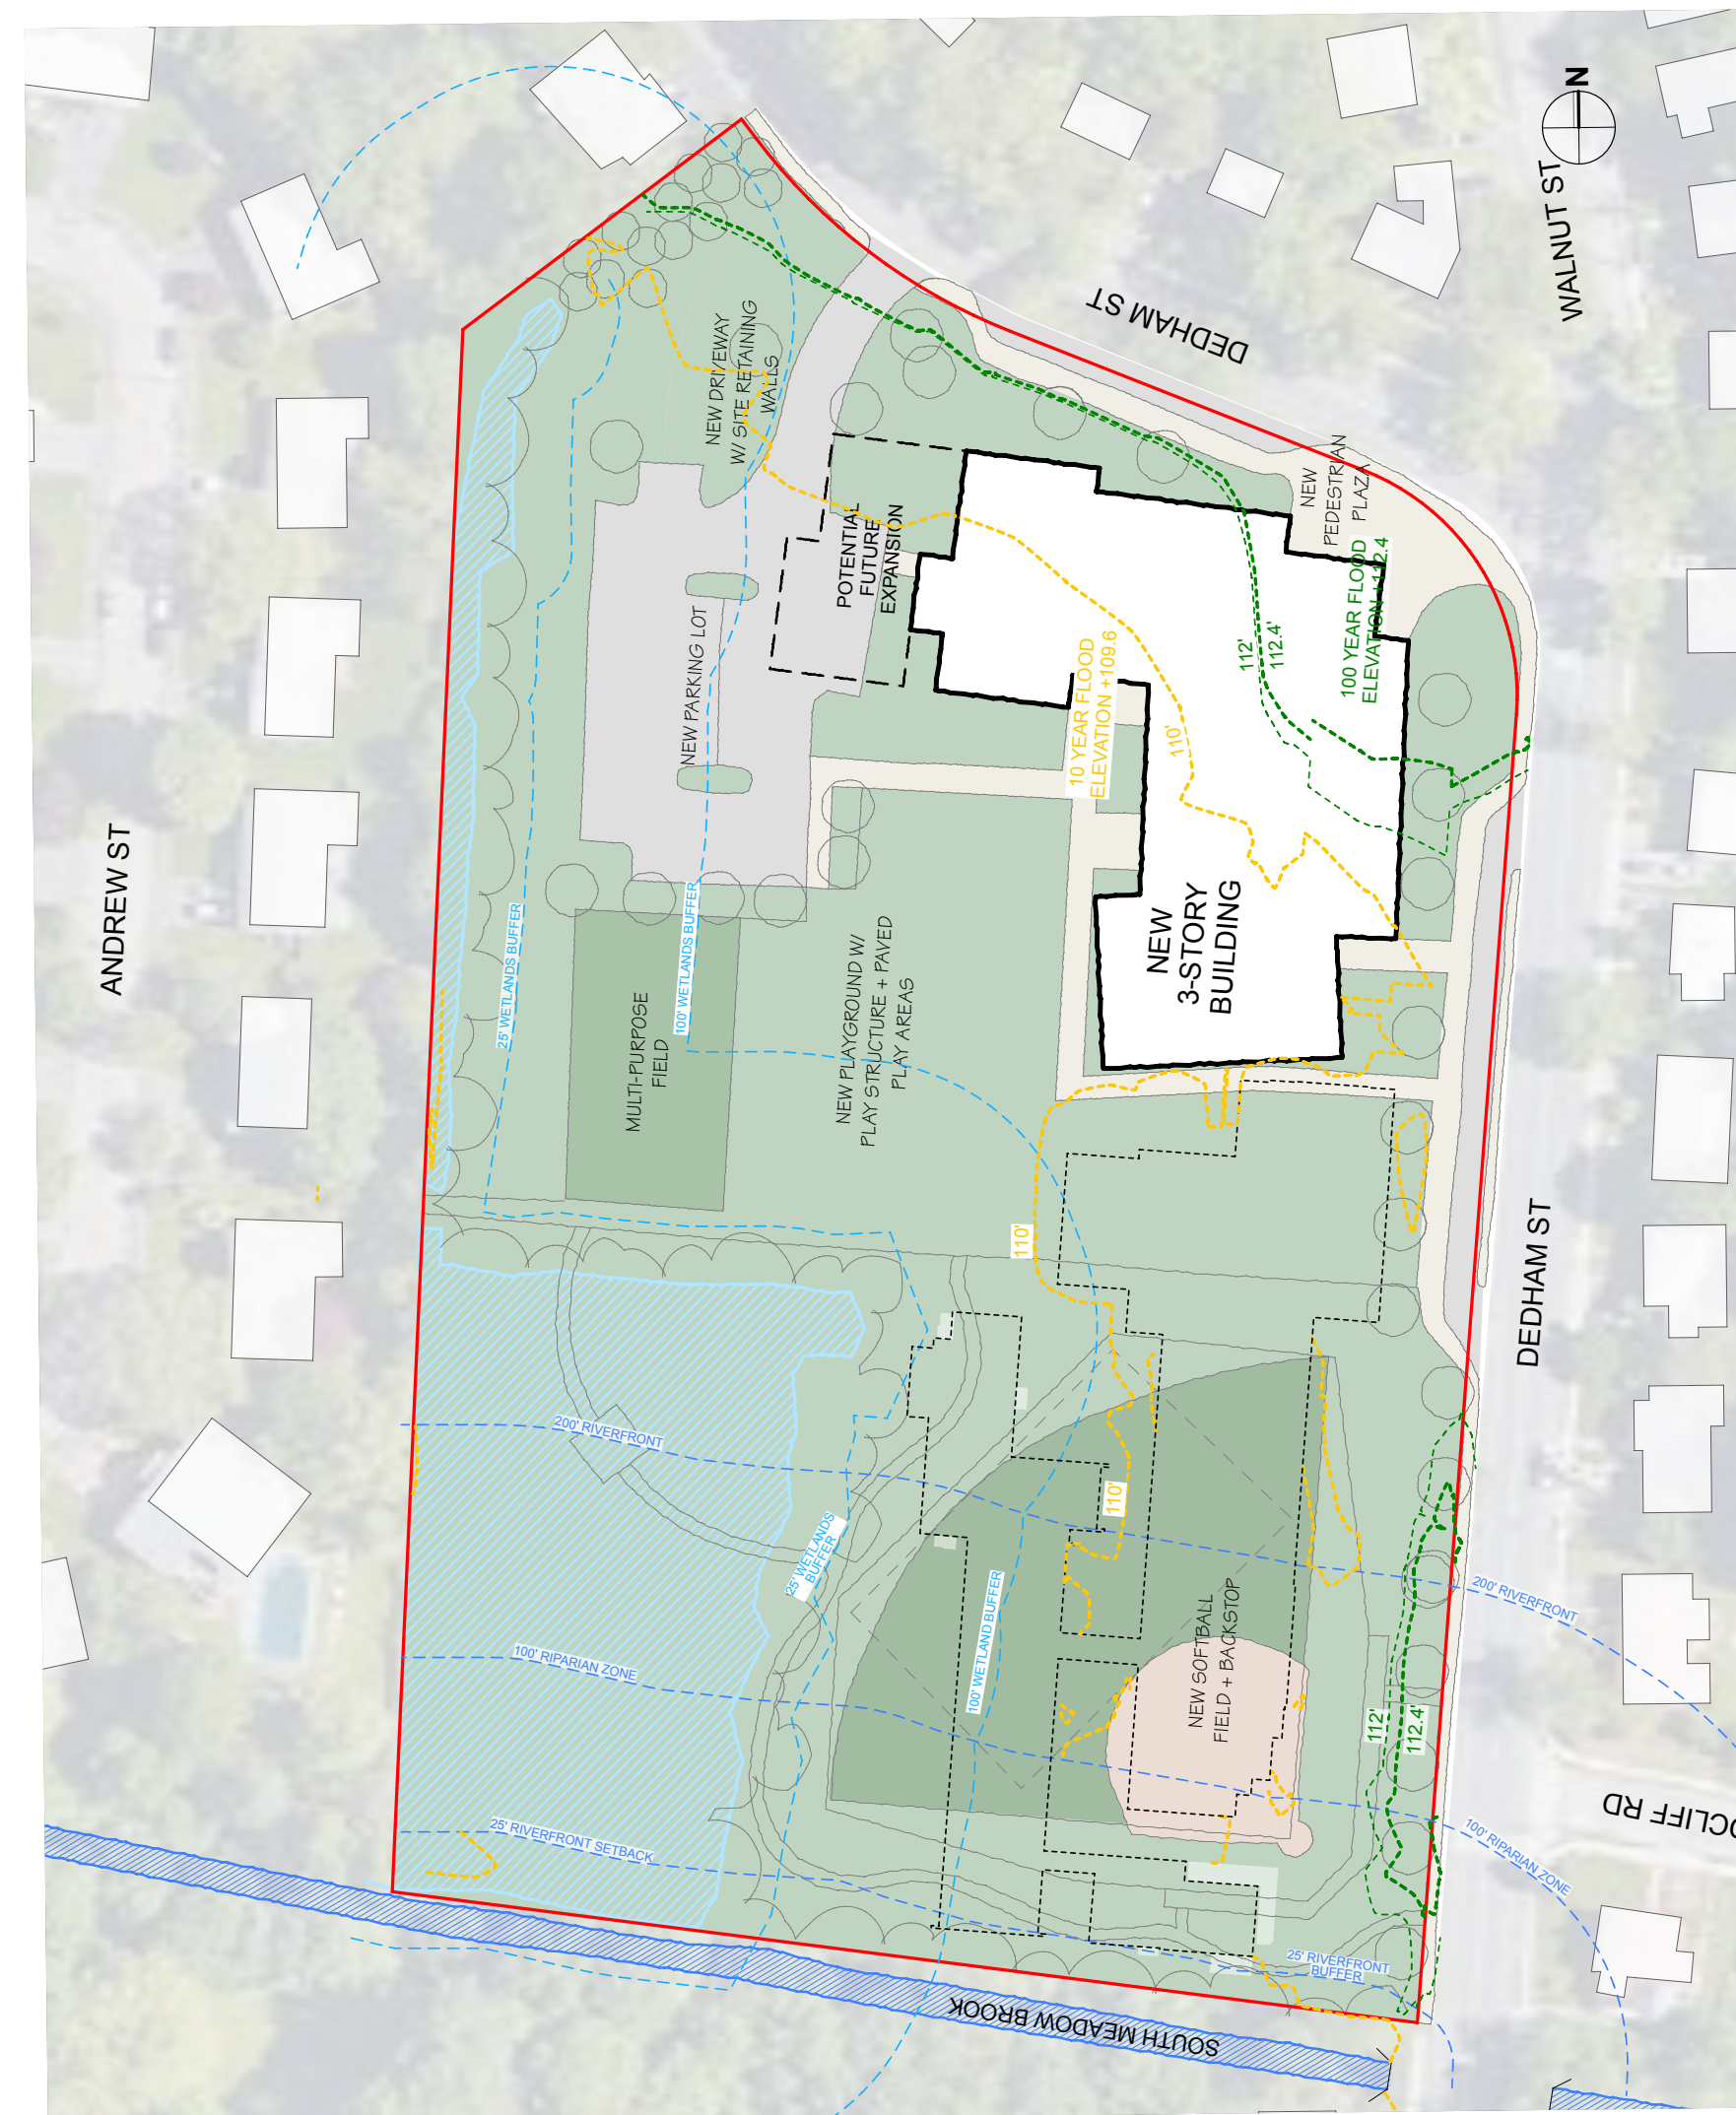 N
WALNUT ST
DEDHAM ST
NEW DRIVEWAY
W/ SITE RETAINING
WALLS
NEW
PEDESTRIAN
PLAZA
POTENTIAL
FUTURE
EXPANSION
100 YEAR FLOOD
ELEVATION +112.4
112'
112.4'
10 YEAR FLOOD
ELEVATION +109.6
110'
NEW PARKING LOT
ANDREW ST
25' WETLANDS BUFFER
100' WETLANDS BUFFER
NEW
3-STORY
BUILDING
MULTI-PURPOSE
FIELD
NEW PLAYGROUND W/
PLAY STRUCTURE + PAVED
PLAY AREAS
110'
DEDHAM ST
200' RIVERFRONT
110'
25' WETLANDS
BUFFER
100' WETLAND BUFFER
NEW SOFTBALL
FIELD + BACKSTOP
200' RIVERFRONT
100' RIPARIAN ZONE
112'
112.4'
25' RIVERFRONT SETBACK
100' RIPARIAN ZONE
25' RIVERFRONT
BUFFER
SOUTH MEADOW BROOK